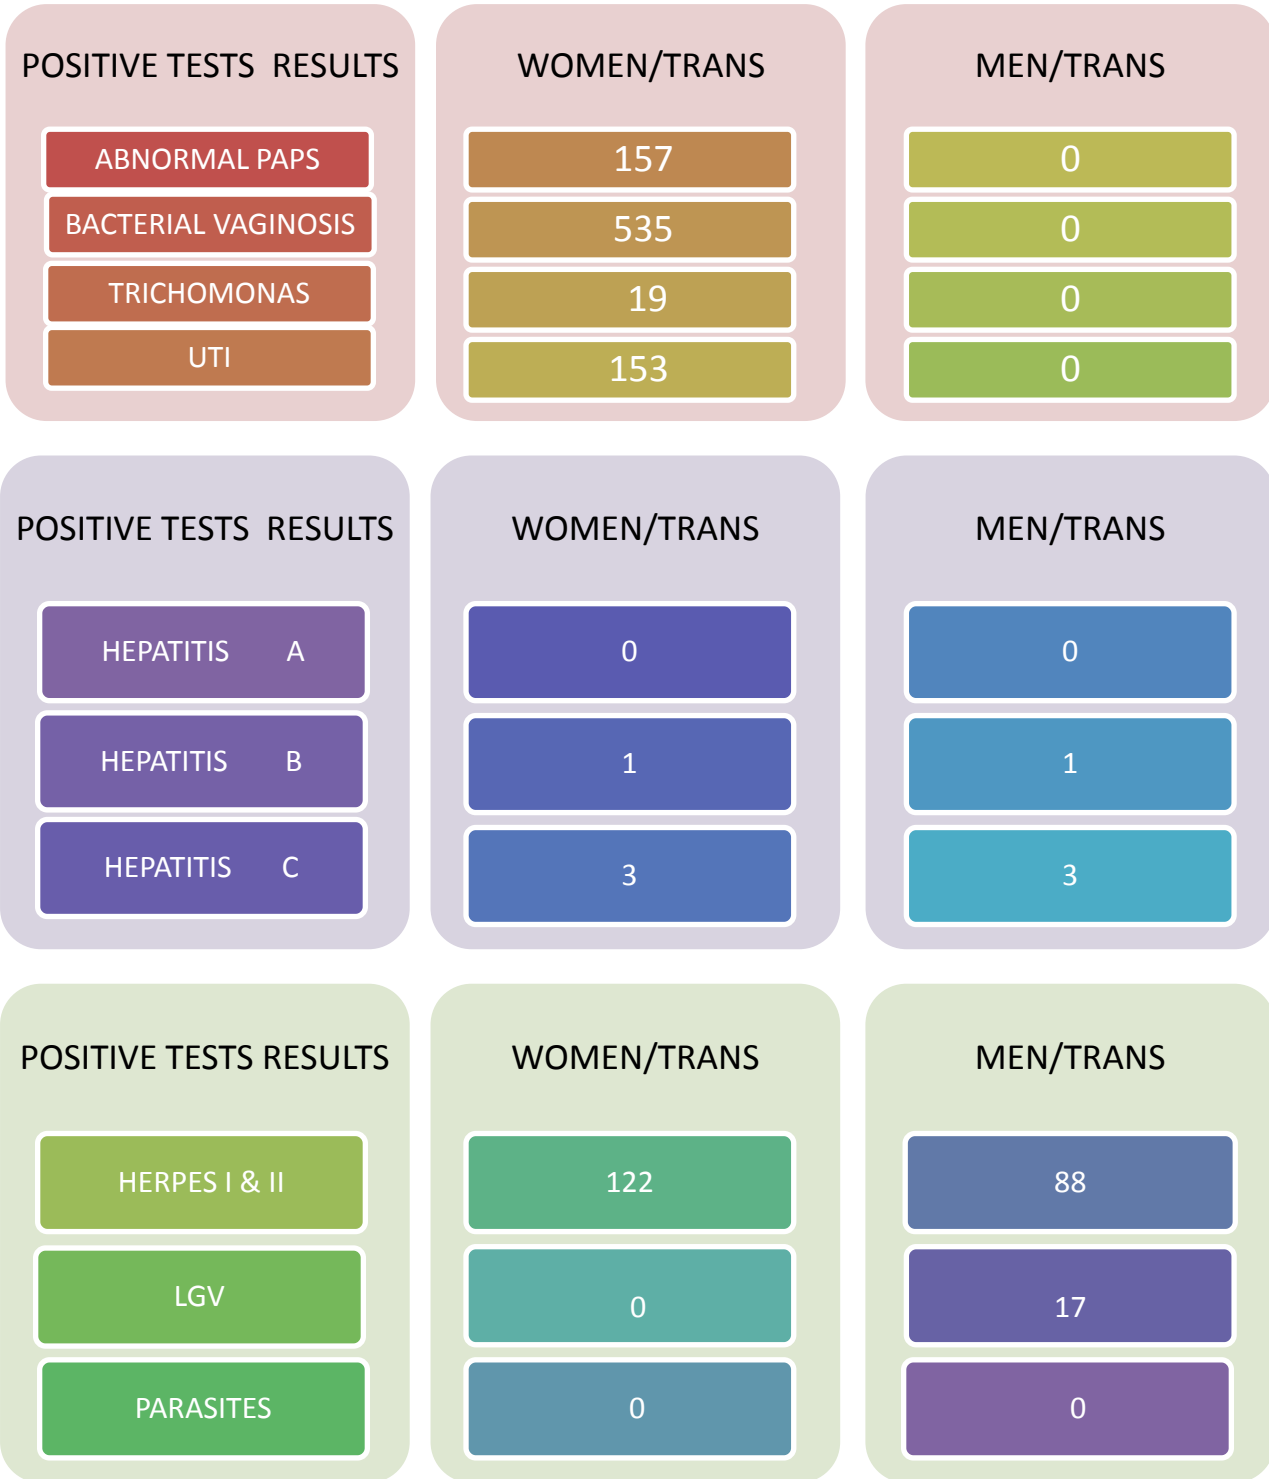 POSITIVE TESTS  RESULTS WOMEN/TRANS MEN/TRANS
ABNORMAL PAPS 157 0
BACTERIAL VAGINOSIS 535 0
TRICHOMONAS 19 0
UTI 153 0
POSITIVE TESTS  RESULTS WOMEN/TRANS MEN/TRANS
HEPATITIS A 0 0
HEPATITIS B 1 1
HEPATITIS C 3 3
POSITIVE TESTS RESULTS WOMEN/TRANS MEN/TRANS
HERPES I & II 122 88
LGV 0 17
PARASITES 0 0